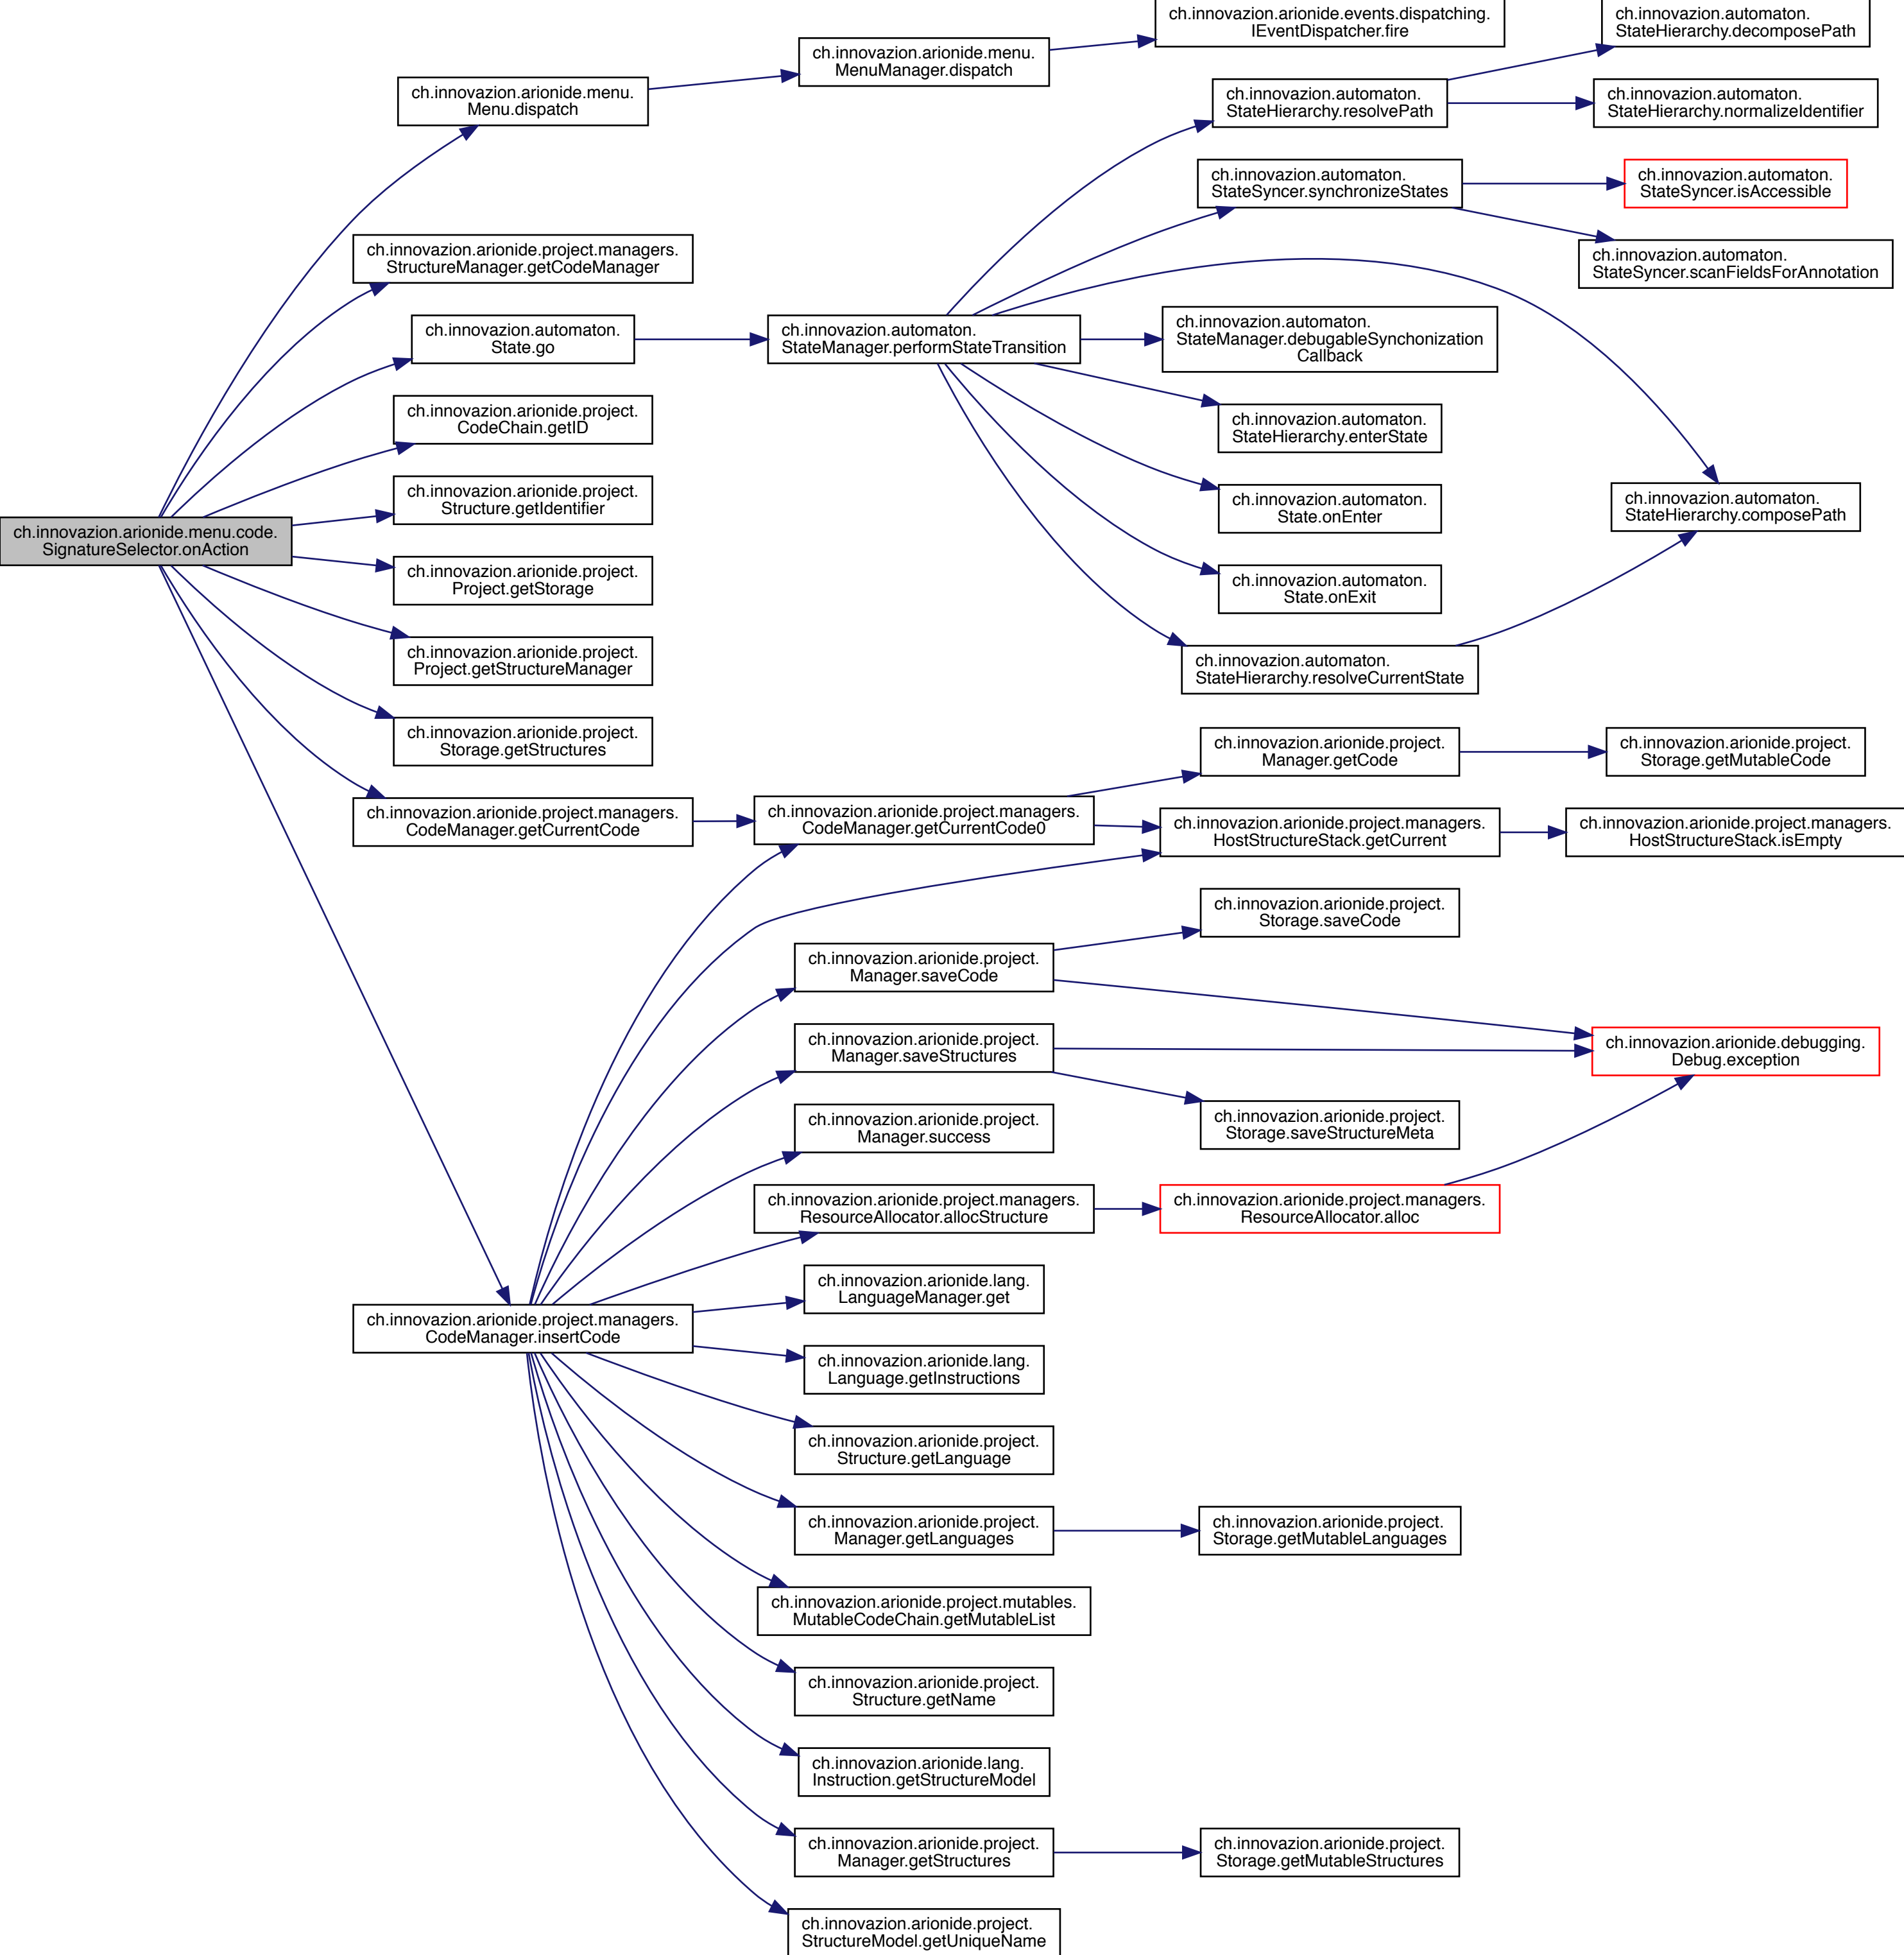 ch.innovazion.arionide.menu.code.
SignatureSelector.onAction
ch.innovazion.arionide.menu.
Menu.dispatch
ch.innovazion.arionide.project.managers.
StructureManager.getCodeManager
ch.innovazion.automaton.
State.go
ch.innovazion.arionide.project.
CodeChain.getID
ch.innovazion.arionide.project.
Structure.getIdentifier
ch.innovazion.arionide.project.
Project.getStorage
ch.innovazion.arionide.project.
Project.getStructureManager
ch.innovazion.arionide.project.
Storage.getStructures
ch.innovazion.arionide.project.managers.
CodeManager.getCurrentCode
ch.innovazion.arionide.project.managers.
CodeManager.insertCode
ch.innovazion.arionide.menu.
MenuManager.dispatch
ch.innovazion.automaton.
StateManager.performStateTransition
ch.innovazion.arionide.project.managers.
CodeManager.getCurrentCode0
ch.innovazion.arionide.project.
Manager.saveCode
ch.innovazion.arionide.project.
Manager.saveStructures
ch.innovazion.arionide.project.
Manager.success
ch.innovazion.arionide.project.managers.
ResourceAllocator.allocStructure
ch.innovazion.arionide.lang.
LanguageManager.get
ch.innovazion.arionide.lang.
Language.getInstructions
ch.innovazion.arionide.project.
Structure.getLanguage
ch.innovazion.arionide.project.
Manager.getLanguages
ch.innovazion.arionide.project.mutables.
MutableCodeChain.getMutableList
ch.innovazion.arionide.project.
Structure.getName
ch.innovazion.arionide.lang.
Instruction.getStructureModel
ch.innovazion.arionide.project.
Manager.getStructures
ch.innovazion.arionide.project.
StructureModel.getUniqueName
ch.innovazion.arionide.events.dispatching.
IEventDispatcher.fire
ch.innovazion.automaton.
StateHierarchy.resolvePath
ch.innovazion.automaton.
StateSyncer.synchronizeStates
ch.innovazion.automaton.
StateManager.debugableSynchonization
Callback
ch.innovazion.automaton.
StateHierarchy.enterState
ch.innovazion.automaton.
State.onEnter
ch.innovazion.automaton.
State.onExit
ch.innovazion.automaton.
StateHierarchy.resolveCurrentState
ch.innovazion.arionide.project.
Manager.getCode
ch.innovazion.arionide.project.managers.
HostStructureStack.getCurrent
ch.innovazion.arionide.project.
Storage.saveCode
ch.innovazion.arionide.project.
Storage.saveStructureMeta
ch.innovazion.arionide.project.managers.
ResourceAllocator.alloc
ch.innovazion.arionide.project.
Storage.getMutableLanguages
ch.innovazion.arionide.project.
Storage.getMutableStructures
ch.innovazion.automaton.
StateHierarchy.decomposePath
ch.innovazion.automaton.
StateHierarchy.normalizeIdentifier
ch.innovazion.automaton.
StateSyncer.isAccessible
ch.innovazion.automaton.
StateSyncer.scanFieldsForAnnotation
ch.innovazion.automaton.
StateHierarchy.composePath
ch.innovazion.arionide.project.
Storage.getMutableCode
ch.innovazion.arionide.project.managers.
HostStructureStack.isEmpty
ch.innovazion.arionide.debugging.
Debug.exception